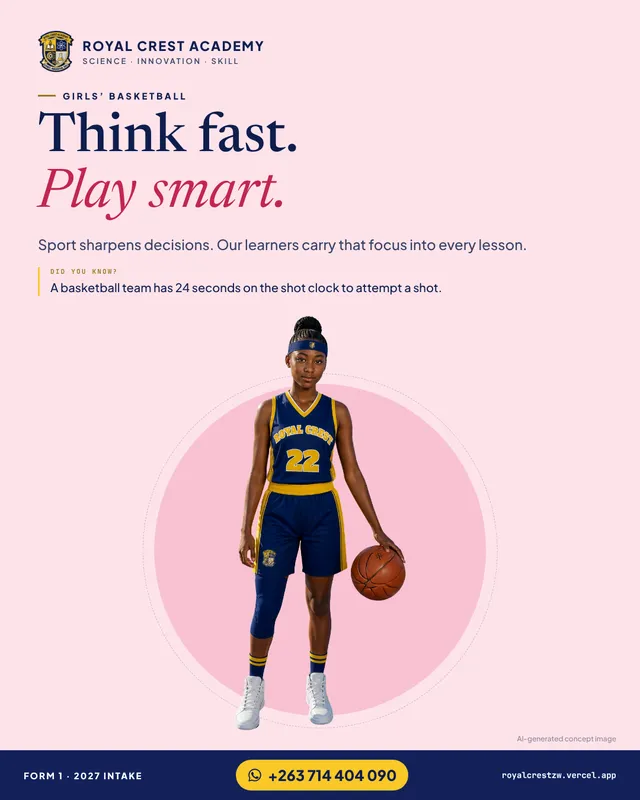 ROYAL CREST ACADEMY
SCIENCE · INNOVATION · SKILL
GIRLS’ BASKETBALL
Think fast.
Play smart.
Sport sharpens decisions. Our learners carry that focus into every lesson.
DID YOU KNOW?
A basketball team has 24 seconds on the shot clock to attempt a shot.
ROYAL CREST
22
AI-generated concept image
FORM 1 · 2027 INTAKE
+263 714 404 090
royalcrestzw.vercel.app